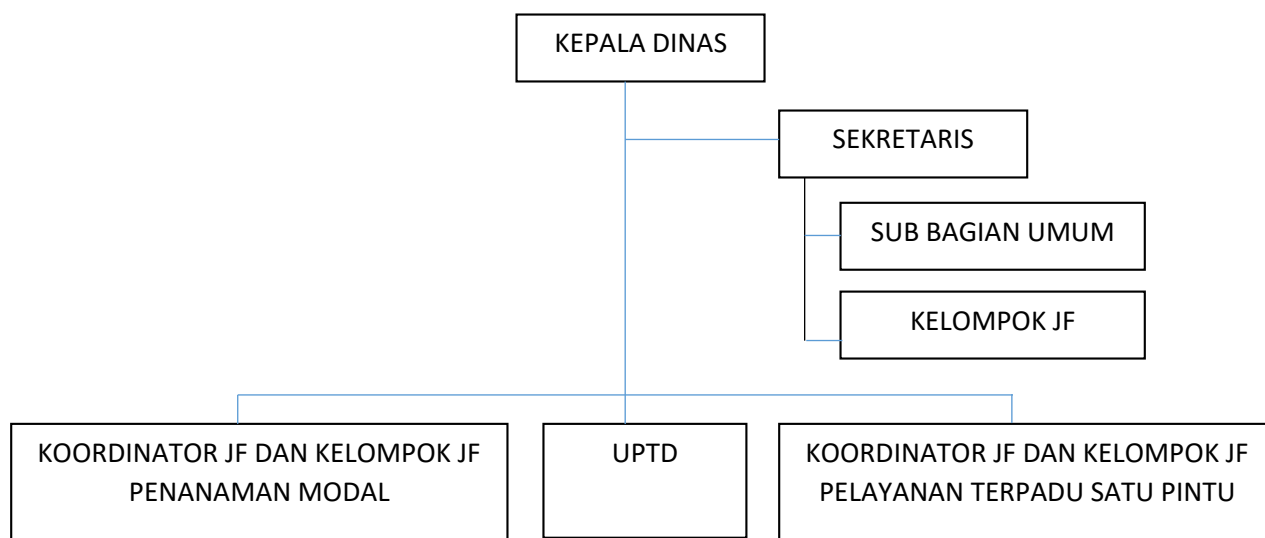 KEPALA DINAS
SEKRETARIS
SUB BAGIAN UMUM
KELOMPOK JF
KOORDINATOR JF DAN KELOMPOK JF
PENANAMAN MODAL
UPTD
KOORDINATOR JF DAN KELOMPOK JF
PELAYANAN TERPADU SATU PINTU